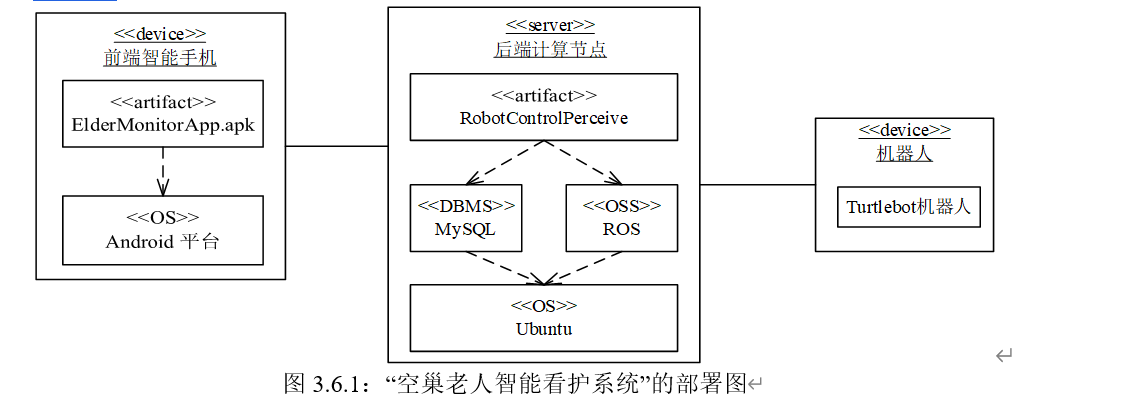 <<device>>
前端智能手机
<<artifact>>
ElderMonitorApp.apk
<<OS>>
Android 平台
<<server>>
后端计算节点
<<artifact>>
RobotControlPerceive
<<DBMS>>
MySQL
<<OSS>>
ROS
<<OS>>
Ubuntu
<<device>>
机器人
Turtlebot机器人
图 3.6.1：“空巢老人智能看护系统”的部署图